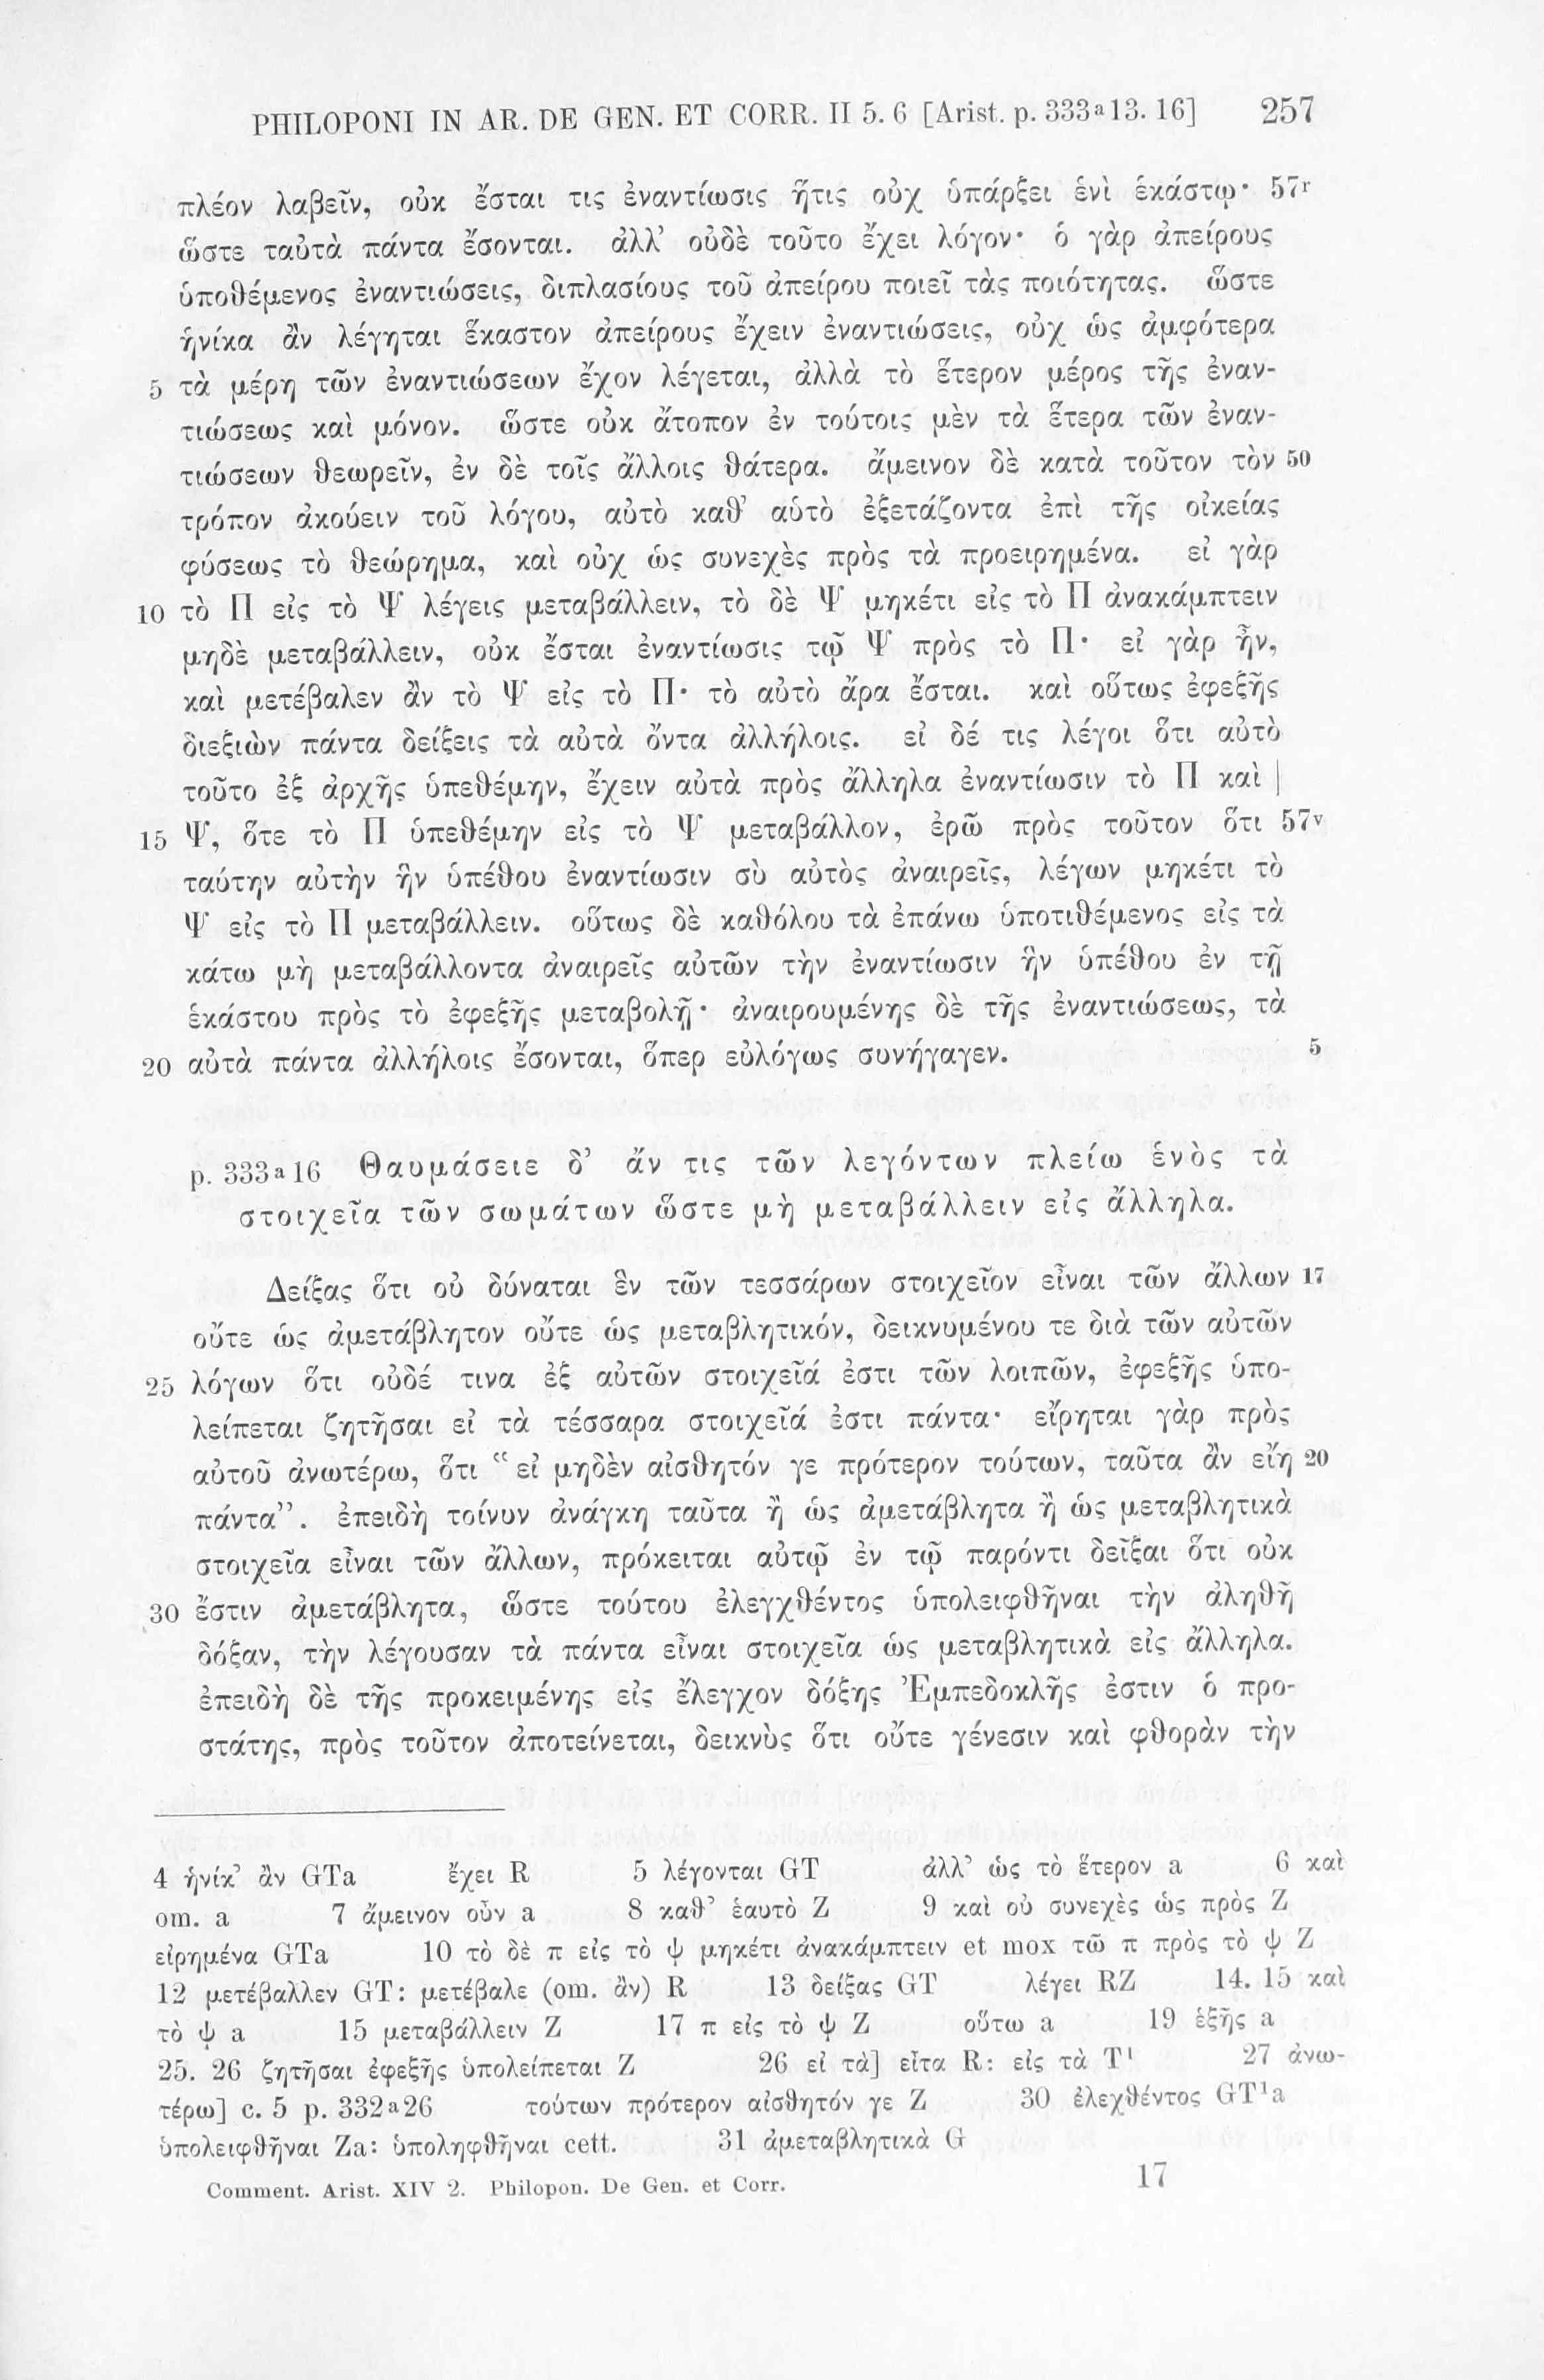 PHILOPONI IN AR. DE GEN. ET CORR. II 5. 6 [Arist. p. 333ᵃ13. 16] 257
πλέον λαβεῖν, οὐκ ἔσται τις ἐναντίωσις ἥτις οὐχ ὑπάρξει ἑνὶ ἑκάστῳ· 57ʳ
ὥστε ταὐτὰ πάντα ἔσονται. ἀλλ’ οὐδὲ τοῦτο ἔχει λόγον· ὁ γὰρ ἀπείρους
ὑποθέμενος ἐναντιώσεις, διπλασίους τοῦ ἀπείρου ποιεῖ τὰς ποιότητας. ὥστε
ἡνίκα ἂν λέγηται ἕκαστον ἀπείρους ἔχειν ἐναντιώσεις, οὐχ ὡς ἀμφότερα
5 τὰ μέρη τῶν ἐναντιώσεων ἔχον λέγεται, ἀλλὰ τὸ ἕτερον μέρος τῆς ἐναν-
τιώσεως καὶ μόνον. ὥστε οὐκ ἄτοπον ἐν τούτοις μὲν τὰ ἕτερα τῶν ἐναν-
τιώσεων θεωρεῖν, ἐν δὲ τοῖς ἄλλοις θάτερα. ἄμεινον δὲ κατὰ τοῦτον τὸν 50
τρόπον ἀκούειν τοῦ λόγου, αὐτὸ καθ’ αὑτὸ ἐξετάζοντα ἐπὶ τῆς οἰκείας
φύσεως τὸ θεώρημα, καὶ οὐχ ὡς συνεχὲς πρὸς τὰ προειρημένα. εἰ γὰρ
10 τὸ Π εἰς τὸ Ψ λέγεις μεταβάλλειν, τὸ δὲ Ψ μηκέτι εἰς τὸ Π ἀνακάμπτειν
μηδὲ μεταβάλλειν, οὐκ ἔσται ἐναντίωσις τῷ Ψ πρὸς τὸ Π· εἰ γὰρ ἦν,
καὶ μετέβαλεν ἂν τὸ Ψ εἰς τὸ Π· τὸ αὐτὸ ἄρα ἔσται. καὶ οὕτως ἐφεξῆς
διεξιὼν πάντα δείξεις τὰ αὐτὰ ὄντα ἀλλήλοις. εἰ δέ τις λέγοι ὅτι αὐτὸ
τοῦτο ἐξ ἀρχῆς ὑπεθέμην, ἔχειν αὐτὰ πρὸς ἄλληλα ἐναντίωσιν τὸ Π καὶ |
15 Ψ, ὅτε τὸ Π ὑπεθέμην εἰς τὸ Ψ μεταβάλλον, ἐρῶ πρὸς τοῦτον ὅτι 57ᵛ
ταύτην αὐτὴν ἣν ὑπέθου ἐναντίωσιν σὺ αὐτὸς ἀναιρεῖς, λέγων μηκέτι τὸ
Ψ εἰς τὸ Π μεταβάλλειν. οὕτως δὲ καθόλου τὰ ἐπάνω ὑποτιθέμενος εἰς τὰ
κάτω μὴ μεταβάλλοντα ἀναιρεῖς αὐτῶν τὴν ἐναντίωσιν ἣν ὑπέθου ἐν τῇ
ἑκάστου πρὸς τὸ ἐφεξῆς μεταβολῇ· ἀναιρουμένης δὲ τῆς ἐναντιώσεως, τὰ
20 αὐτὰ πάντα ἀλλήλοις ἔσονται, ὅπερ εὐλόγως συνήγαγεν. 5
p. 333ᵃ16 Θαυμάσειε δ’ ἄν τις τῶν λεγόντων πλείω ἑνὸς τὰ
στοιχεῖα τῶν σωμάτων ὥστε μὴ μεταβάλλειν εἰς ἄλληλα.
Δείξας ὅτι οὐ δύναται ἓν τῶν τεσσάρων στοιχεῖον εἶναι τῶν ἄλλων 17
οὔτε ὡς ἀμετάβλητον οὔτε ὡς μεταβλητικόν, δεικνυμένου τε διὰ τῶν αὐτῶν
25 λόγων ὅτι οὐδέ τινα ἐξ αὐτῶν στοιχεῖά ἐστι τῶν λοιπῶν, ἐφεξῆς ὑπο-
λείπεται ζητῆσαι εἰ τὰ τέσσαρα στοιχεῖά ἐστι πάντα· εἴρηται γὰρ πρὸς
αὐτοῦ ἀνωτέρω, ὅτι “εἰ μηδὲν αἰσθητόν γε πρότερον τούτων, ταῦτα ἂν εἴη 20
πάντα”. ἐπειδὴ τοίνυν ἀνάγκη ταῦτα ἢ ὡς ἀμετάβλητα ἢ ὡς μεταβλητικὰ
στοιχεῖα εἶναι τῶν ἄλλων, πρόκειται αὐτῷ ἐν τῷ παρόντι δεῖξαι ὅτι οὐκ
30 ἔστιν ἀμετάβλητα, ὥστε τούτου ἐλεγχθέντος ὑπολειφθῆναι τὴν ἀληθῆ
δόξαν, τὴν λέγουσαν τὰ πάντα εἶναι στοιχεῖα ὡς μεταβλητικὰ εἰς ἄλληλα.
ἐπειδὴ δὲ τῆς προκειμένης εἰς ἔλεγχον δόξης Ἐμπεδοκλῆς ἐστιν ὁ προ-
στάτης, πρὸς τοῦτον ἀποτείνεται, δεικνὺς ὅτι οὔτε γένεσιν καὶ φθορὰν τὴν
4 ἡνίκ’ ἂν GTa ἔχει R 5 λέγονται GT ἀλλ’ ὡς τὸ ἕτερον a 6 καὶ
om. a 7 ἄμεινον οὖν a 8 καθ’ ἑαυτὸ Z 9 καὶ οὐ συνεχὲς ὡς πρὸς Z
εἰρημένα GTa 10 τὸ δὲ π εἰς τὸ ψ μηκέτι ἀνακάμπτειν et mox τῶ π πρὸς τὸ ψ Z
12 μετέβαλλεν GT: μετέβαλε (om. ἂν) R 13 δείξας GT λέγει RZ 14. 15 καὶ
τὸ ψ a 15 μεταβάλλειν Z 17 π εἰς τὸ ψ Z οὕτω a 19 ἑξῆς a
25. 26 ζητῆσαι ἐφεξῆς ὑπολείπεται Z 26 εἰ τὰ] εἶτα R: εἰς τὰ T¹ 27 ἀνω-
τέρω] c. 5 p. 332ᵃ26 τούτων πρότερον αἰσθητόν γε Z 30 ἐλεχθέντος GT¹a
ὑπολειφθῆναι Za: ὑποληφθῆναι cett. 31 ἀμεταβλητικὰ G
Comment. Arist. XIV 2. Philopon. De Gen. et Corr. 17